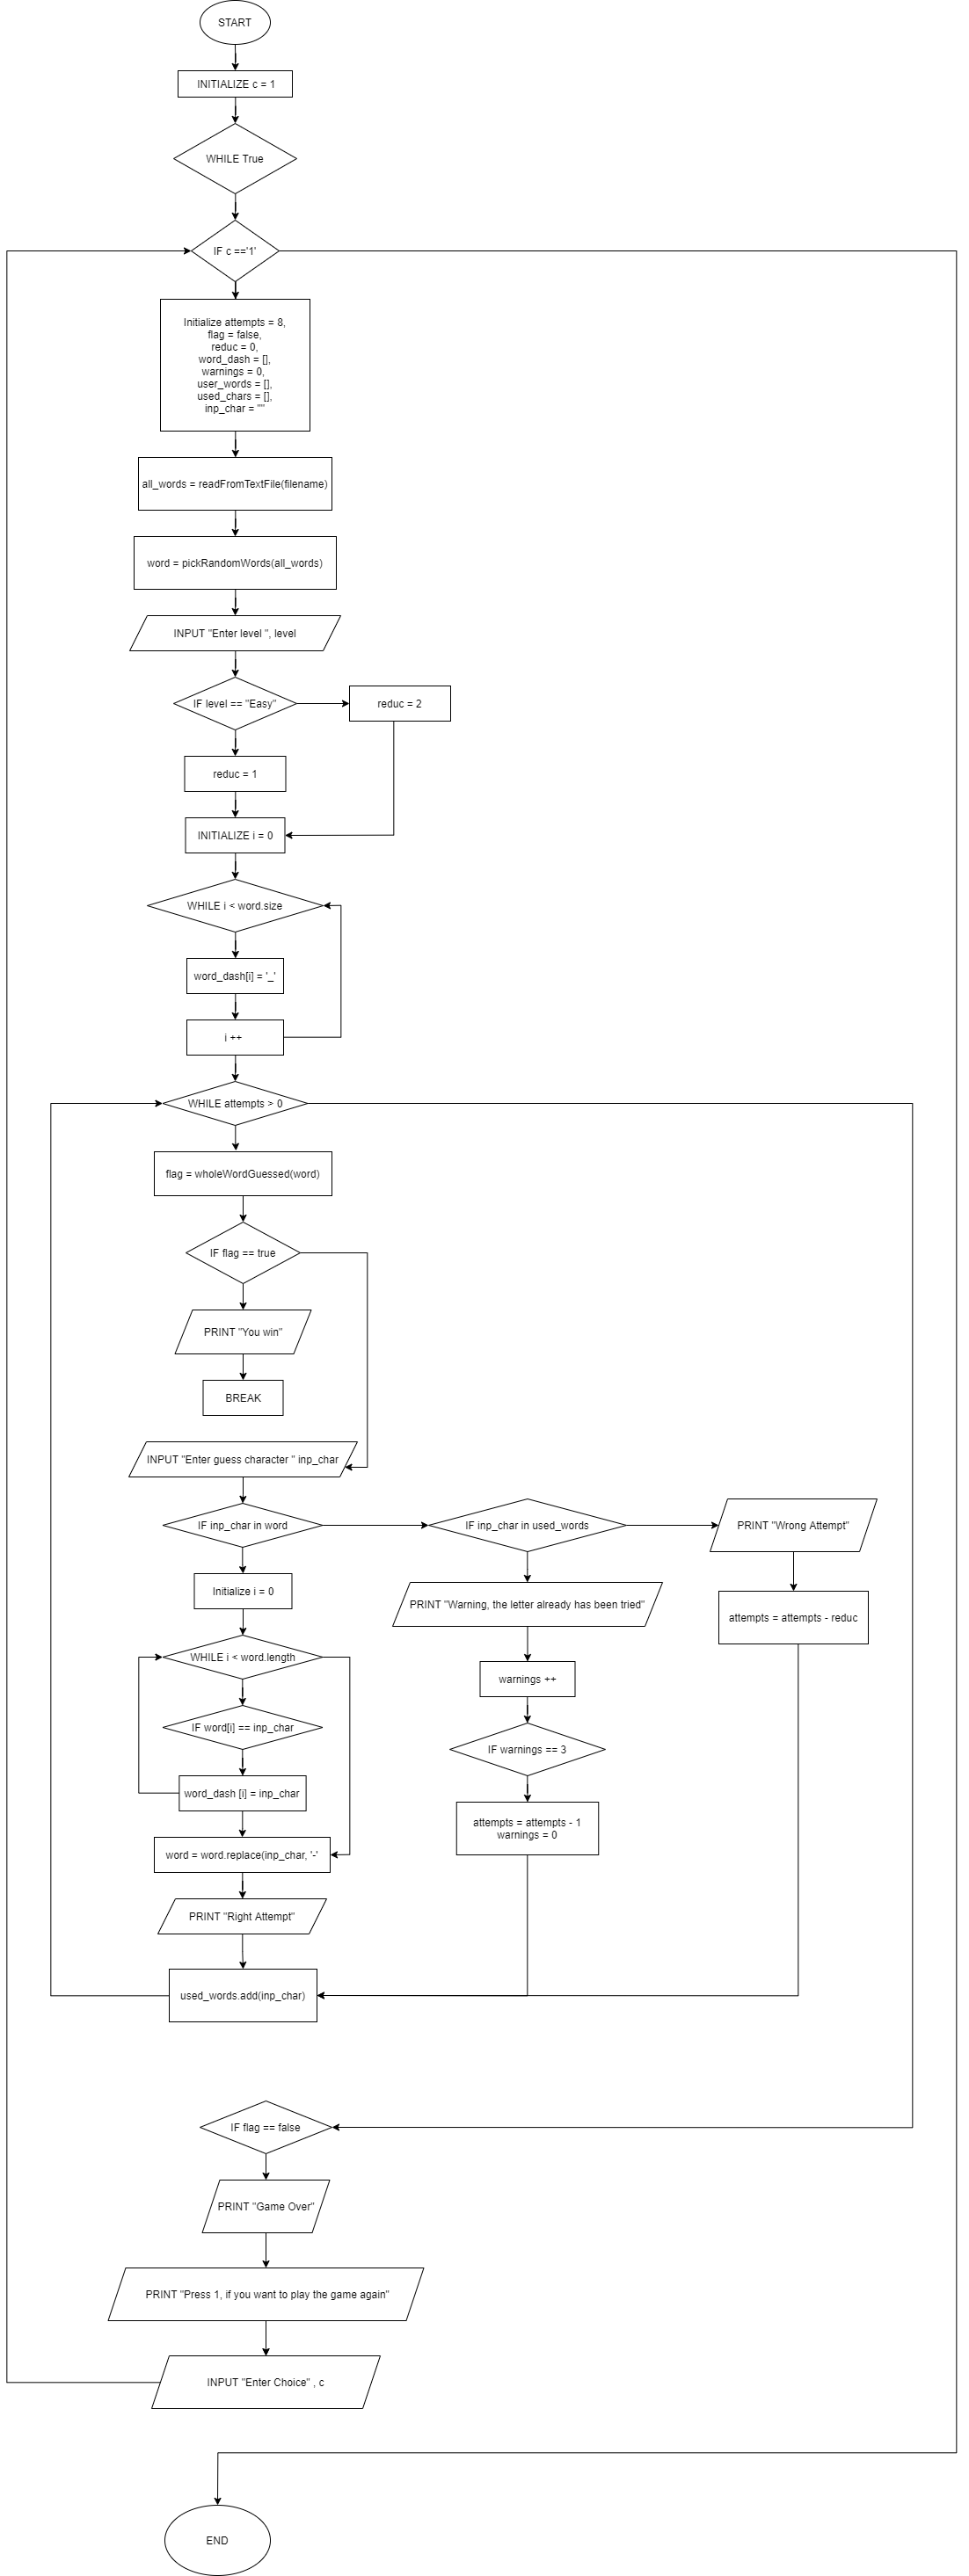 START
INITIALIZE c = 1
WHILE True
IF c =='1'
Initialize attempts = 8,
flag = false,
reduc = 0,
word_dash = [],
warnings = 0,
user_words = [],
used_chars = [],
inp_char = ""
all_words = readFromTextFile(filename)
word = pickRandomWords(all_words)
INPUT "Enter level ", level
IF level == "Easy"
reduc = 2
reduc = 1
INITIALIZE i = 0
WHILE i < word.size
word_dash[i] = '_'
i ++
WHILE attempts > 0
flag = wholeWordGuessed(word)
IF flag == true
PRINT "You win"
BREAK
INPUT "Enter guess character " inp_char
IF inp_char in word
IF inp_char in used_words
PRINT "Wrong Attempt"
Initialize i = 0
PRINT "Warning, the letter already has been tried"
attempts = attempts - reduc
WHILE i < word.length
warnings ++
IF word[i] == inp_char
IF warnings == 3
word_dash [i] = inp_char
attempts = attempts - 1
warnings = 0
word = word.replace(inp_char, '-'
PRINT "Right Attempt"
used_words.add(inp_char)
IF flag == false
PRINT "Game Over"
PRINT "Press 1, if you want to play the game again"
INPUT "Enter Choice" , c
END